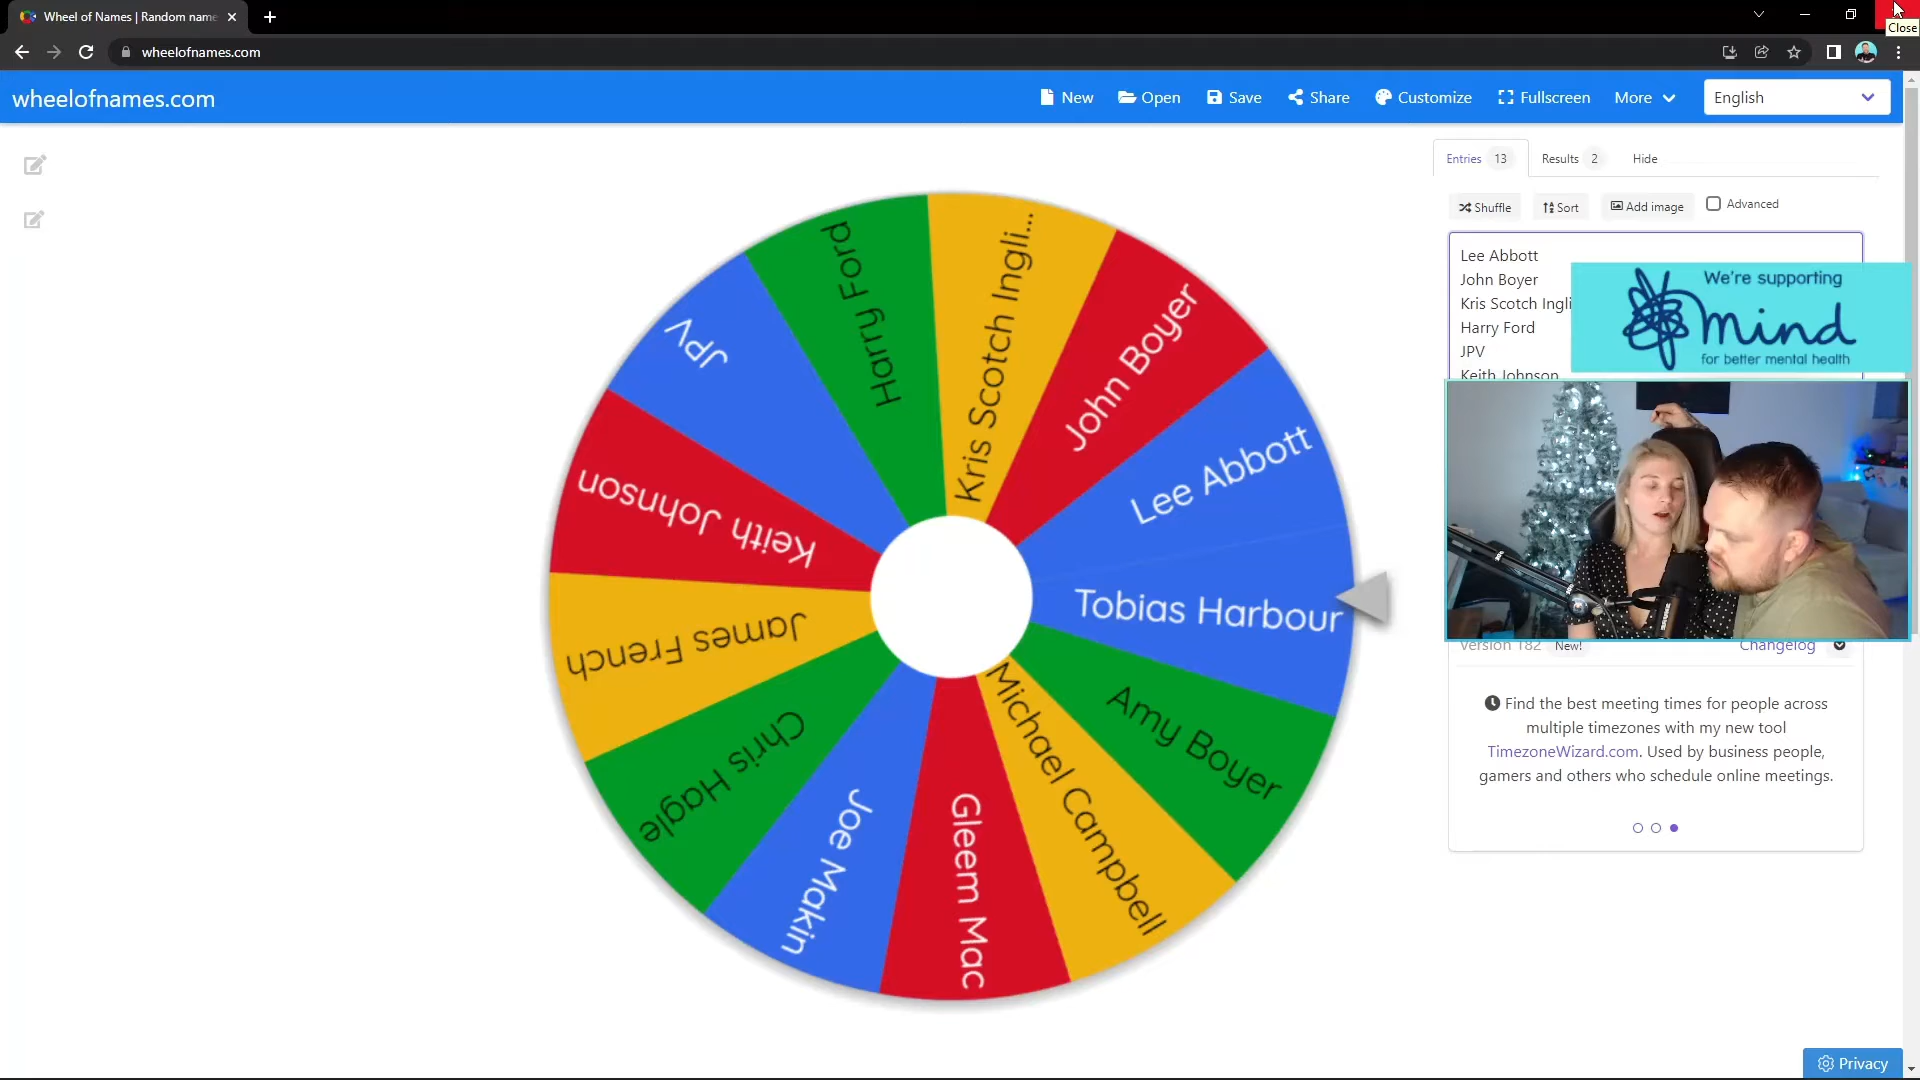 Wheel of Names | Random name
Close
wheelofnames.com
wheelofnames.com
New
Open
Save
Share
Customize
Fullscreen
More
English
Entries 13
Results 2
Hide
Shuffle
Sort
Add image
Advanced
Lee Abbott
John Boyer
Kris Scotch Ingli
Harry Ford
JPV
Keith Johnson
We're supporting
mind
for better mental health
Harry Ford
Kris Scotch Ingli...
John Boyer
JPV
Lee Abbott
Keith Johnson
Tobias Harbour
James French
Amy Boyer
Chris Hagle
Michael Campbell
Joe Makin
Gleem Mac
Version 182 New!
Changelog
Find the best meeting times for people across
multiple timezones with my new tool
TimezoneWizard.com. Used by business people,
gamers and others who schedule online meetings.
Privacy